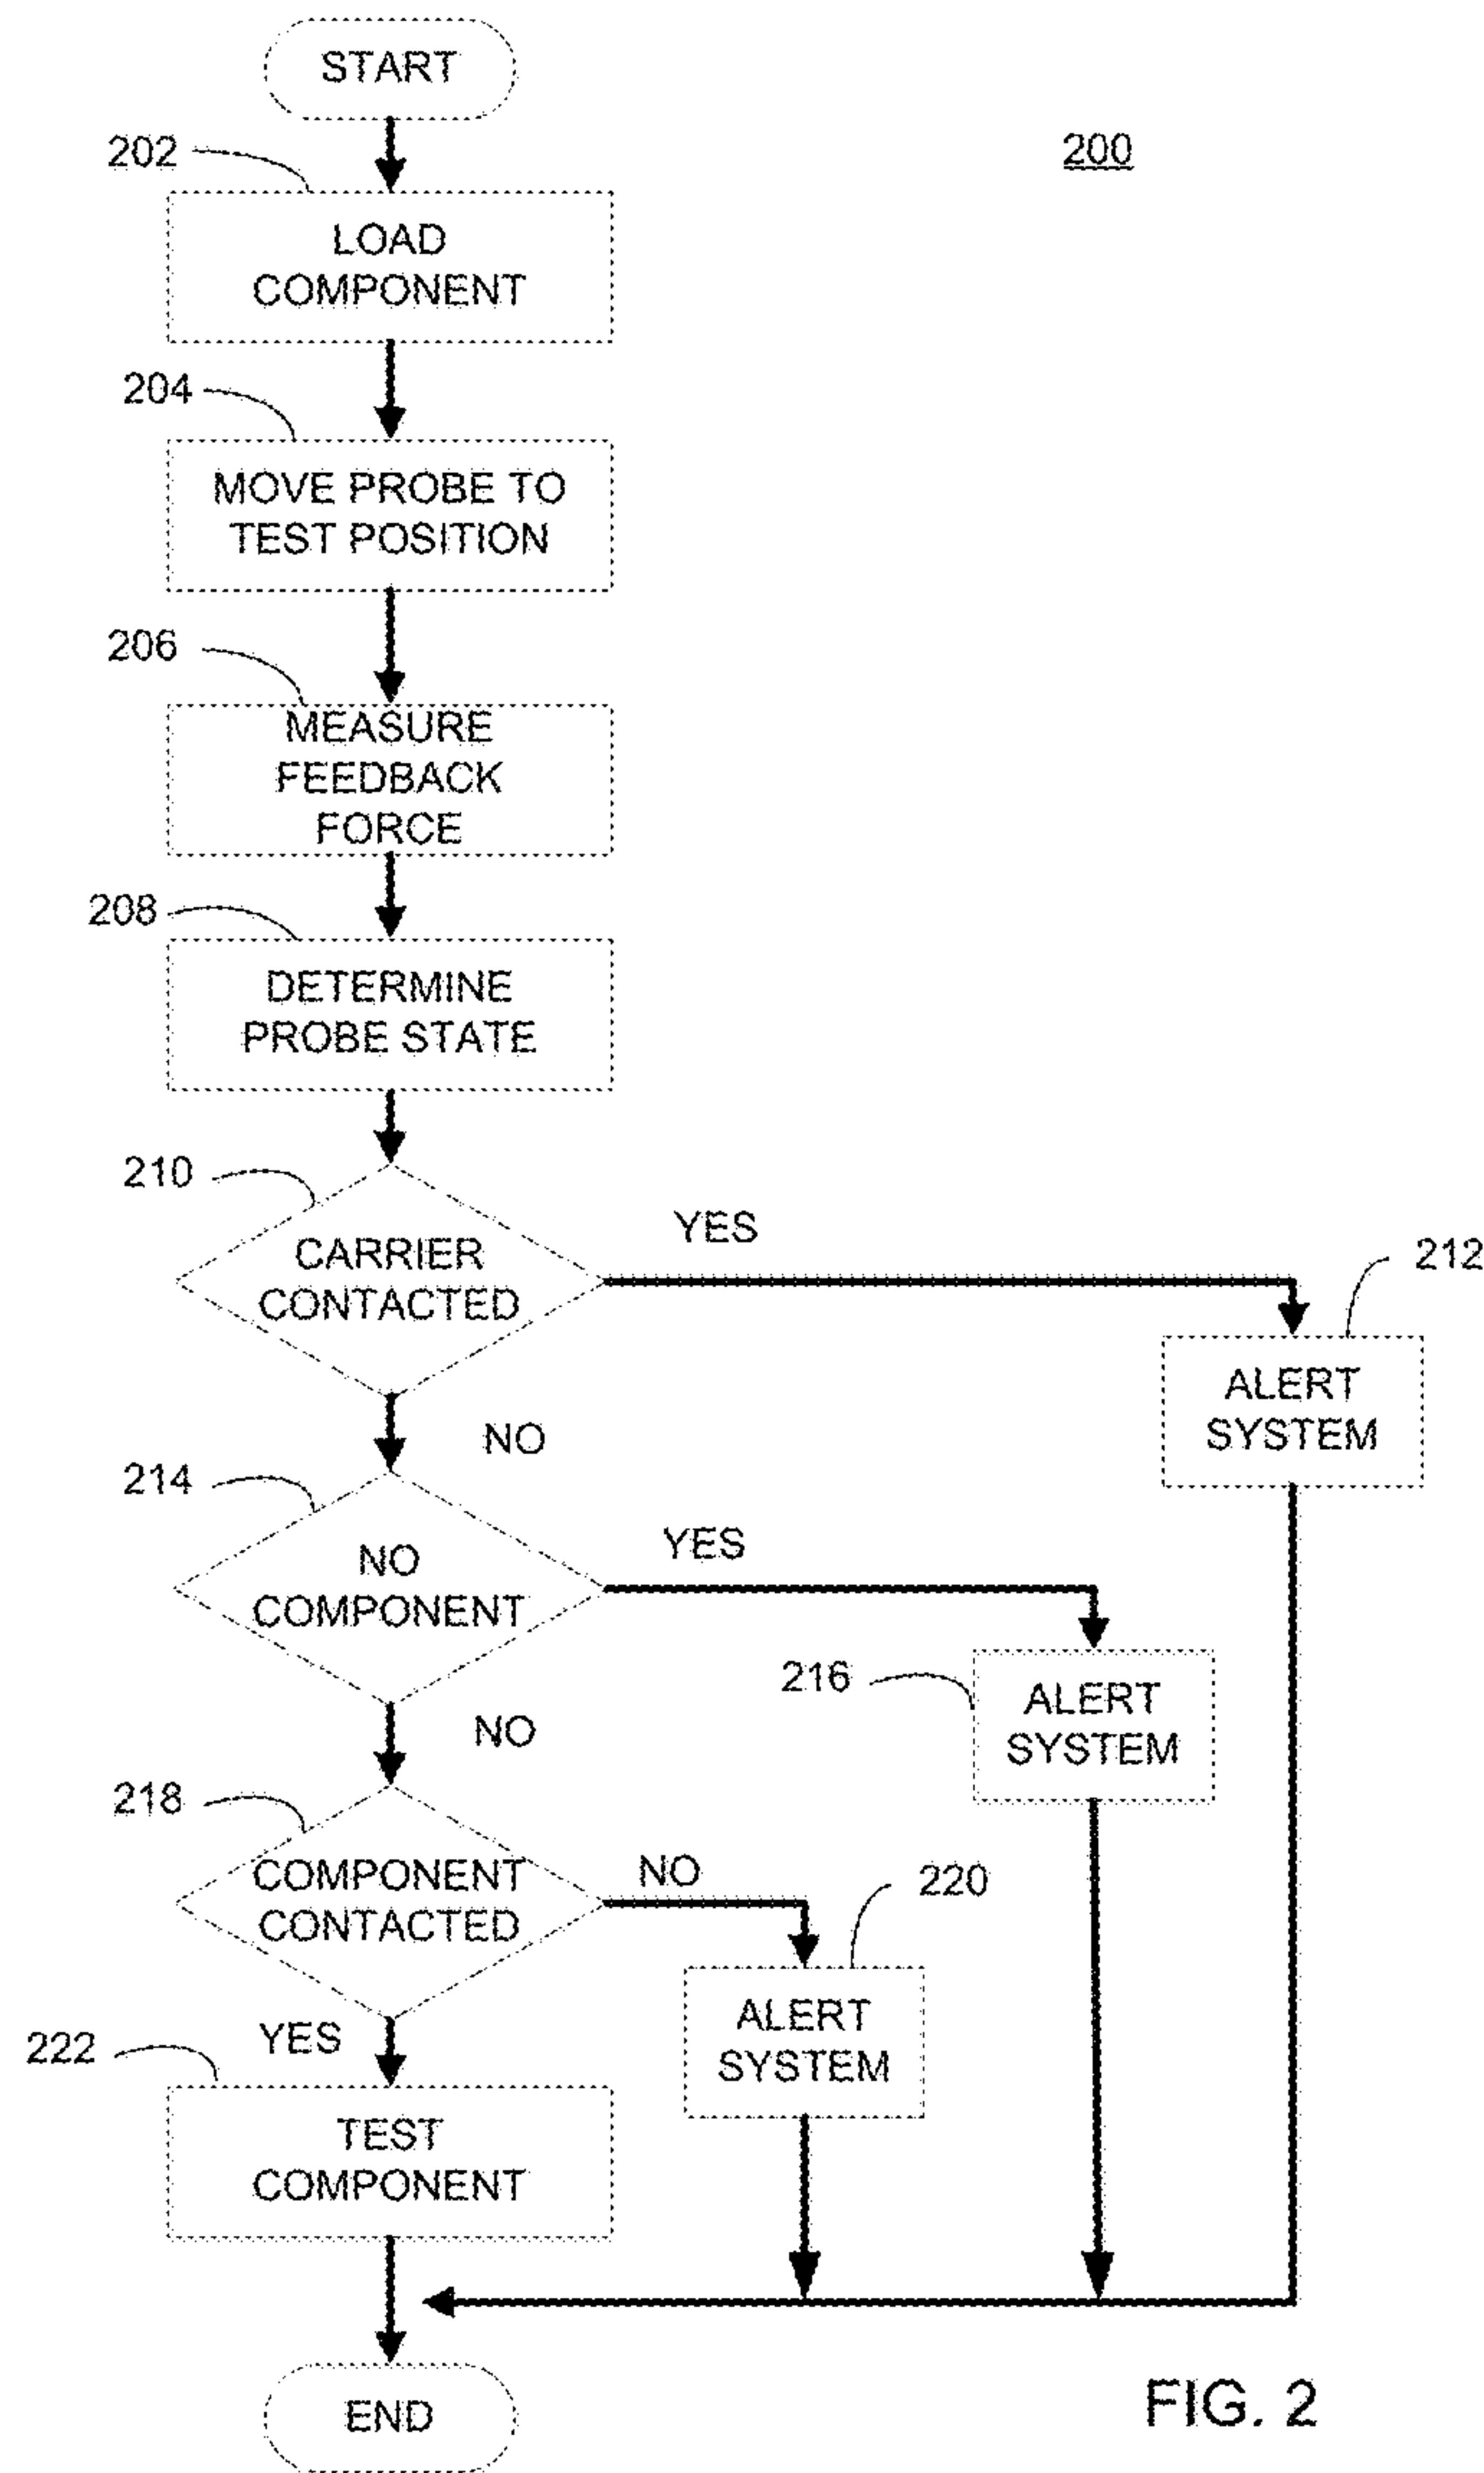 START
200
202
LOAD
COMPONENT
204
MOVE PROBE TO
TEST POSITION
206
MEASURE
FEEDBACK
FORCE
208
DETERMINE
PROBE STATE
210
CARRIER
CONTACTED
YES
212
ALERT
SYSTEM
NO
214
NO
COMPONENT
YES
216
ALERT
SYSTEM
NO
218
COMPONENT
CONTACTED
NO
220
ALERT
SYSTEM
YES
222
TEST
COMPONENT
END
FIG. 2